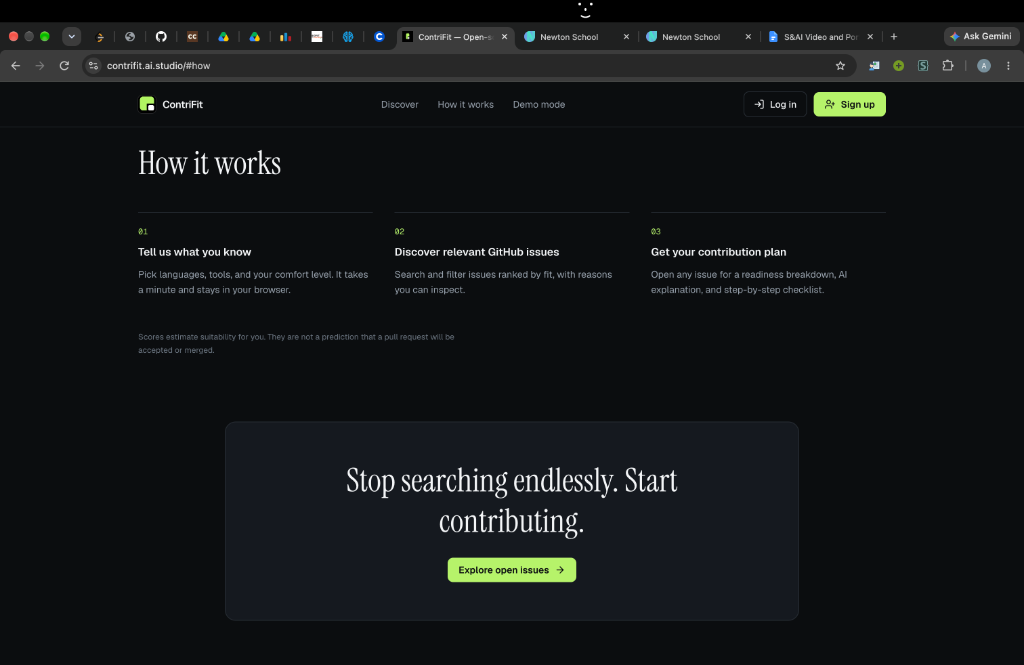 ContriFit — Open-s
Newton School
Newton School
S&AI Video and Por
Ask Gemini
contrifit.ai.studio/#how
A
ContriFit
Discover
How it works
Demo mode
Log in
Sign up
How it works
01
Tell us what you know
Pick languages, tools, and your comfort level. It takes
a minute and stays in your browser.
02
Discover relevant GitHub issues
Search and filter issues ranked by fit, with reasons
you can inspect.
03
Get your contribution plan
Open any issue for a readiness breakdown, AI
explanation, and step-by-step checklist.
Scores estimate suitability for you. They are not a prediction that a pull request will be
accepted or merged.
Stop searching endlessly. Start
contributing.
Explore open issues